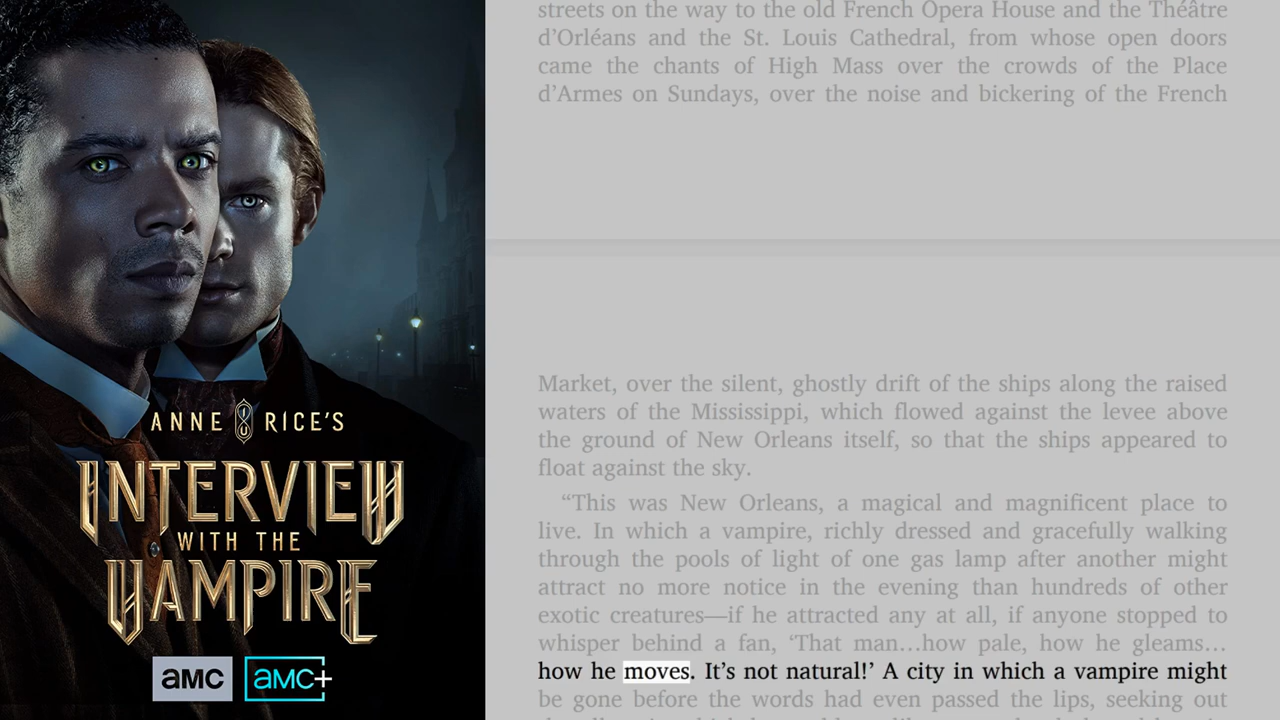 ANNE RICE'S
INTERVIEW
WITH THE
VAMPIRE
aMC
aMC+
streets on the way to the old French Opera House and the Théâtre
d’Orléans and the St. Louis Cathedral, from whose open doors
came the chants of High Mass over the crowds of the Place
d’Armes on Sundays, over the noise and bickering of the French
Market, over the silent, ghostly drift of the ships along the raised
waters of the Mississippi, which flowed against the levee above
the ground of New Orleans itself, so that the ships appeared to
float against the sky.
“This was New Orleans, a magical and magnificent place to
live. In which a vampire, richly dressed and gracefully walking
through the pools of light of one gas lamp after another might
attract no more notice in the evening than hundreds of other
exotic creatures—if he attracted any at all, if anyone stopped to
whisper behind a fan, ‘That man…how pale, how he gleams…
how he moves. It’s not natural!’ A city in which a vampire might
be gone before the words had even passed the lips, seeking out